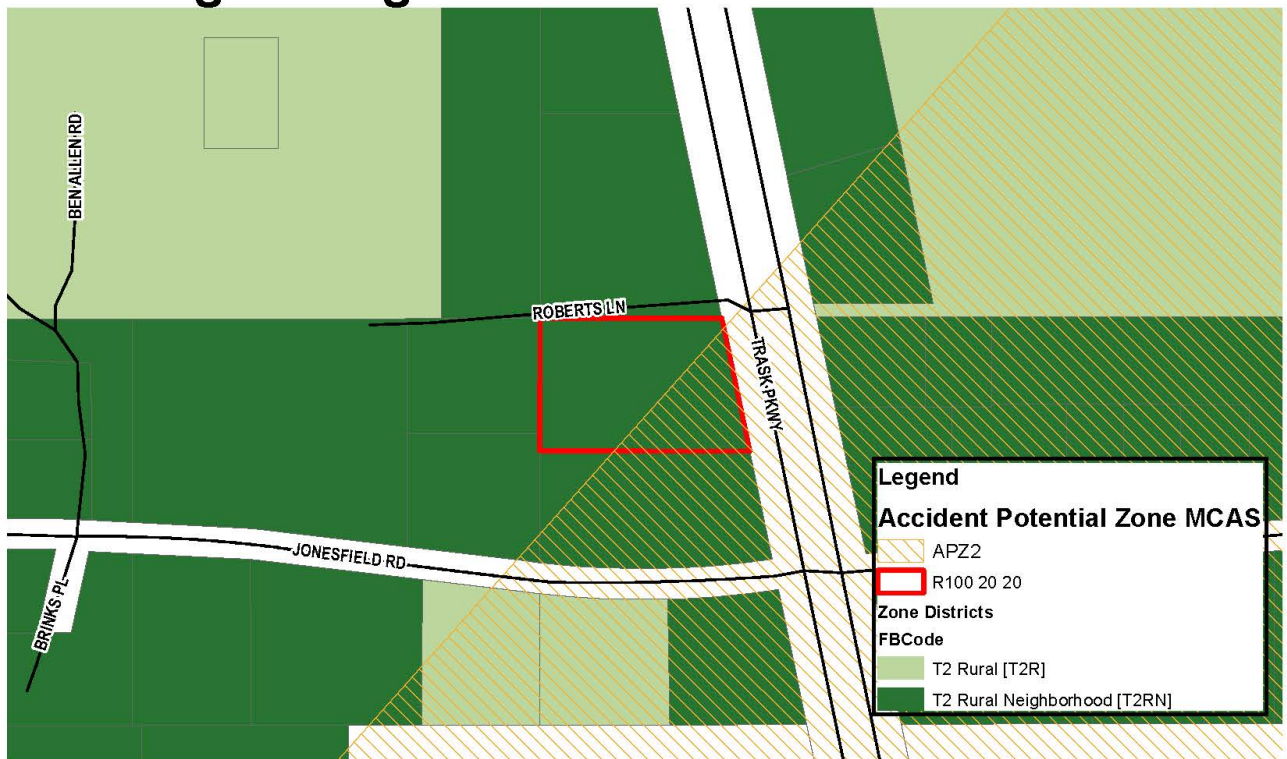 BEN ALLEN RD
ROBERTS LN
TRASK PKWY
JONESFIELD RD
BRINKS PL
Legend
Accident Potential Zone MCAS
APZ2
R100 20 20
Zone Districts
FBCode
T2 Rural [T2R]
T2 Rural Neighborhood [T2RN]